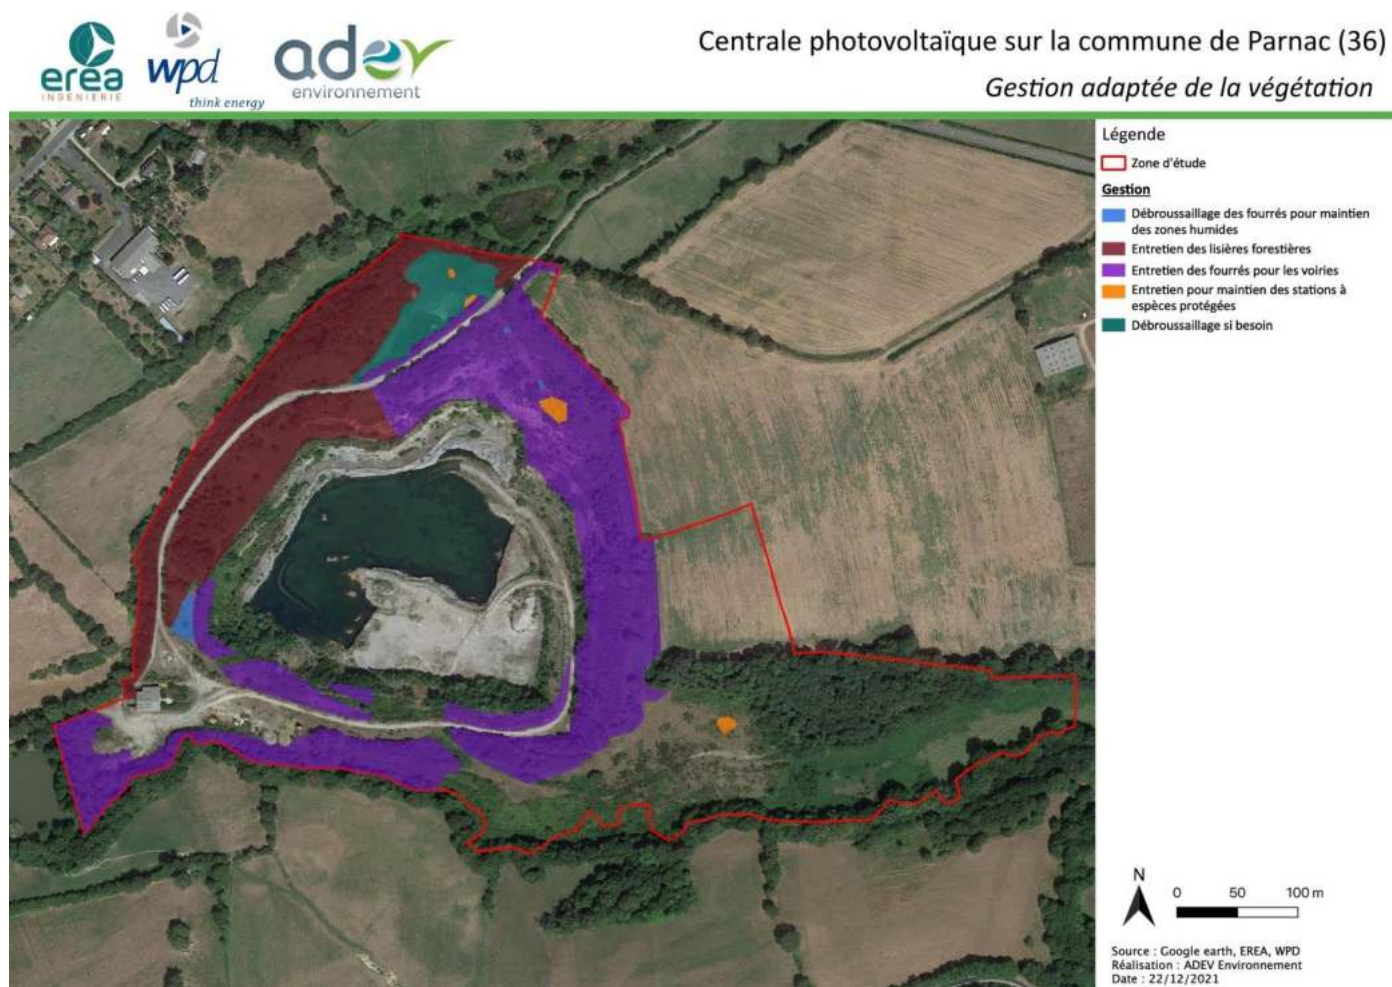 erea
INGENIERIE
wpd
think energy
adev
environnement
Centrale photovoltaïque sur la commune de Parnac (36)
Gestion adaptée de la végétation
Légende
Zone d'étude
Gestion
Débroussaillage des fourrés pour maintien
des zones humides
Entretien des lisières forestières
Entretien des fourrés pour les voiries
Entretien pour maintien des stations à
espèces protégées
Débroussaillage si besoin
N
0 50 100 m
Source : Google earth, EREA, WPD
Réalisation : ADEV Environnement
Date : 22/12/2021